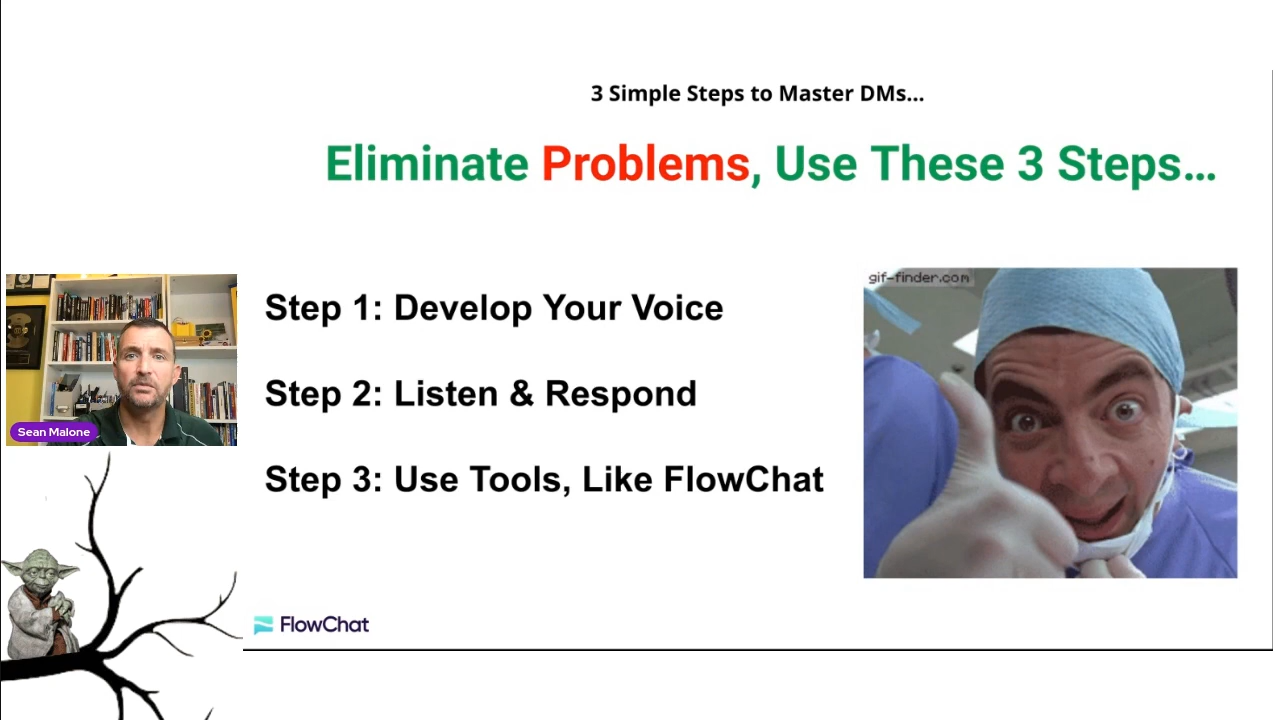 3 Simple Steps to Master DMs...
Eliminate Problems, Use These 3 Steps...
gif-finder.com
Step 1: Develop Your Voice
Step 2: Listen & Respond
Step 3: Use Tools, Like FlowChat
Sean Malone
FlowChat